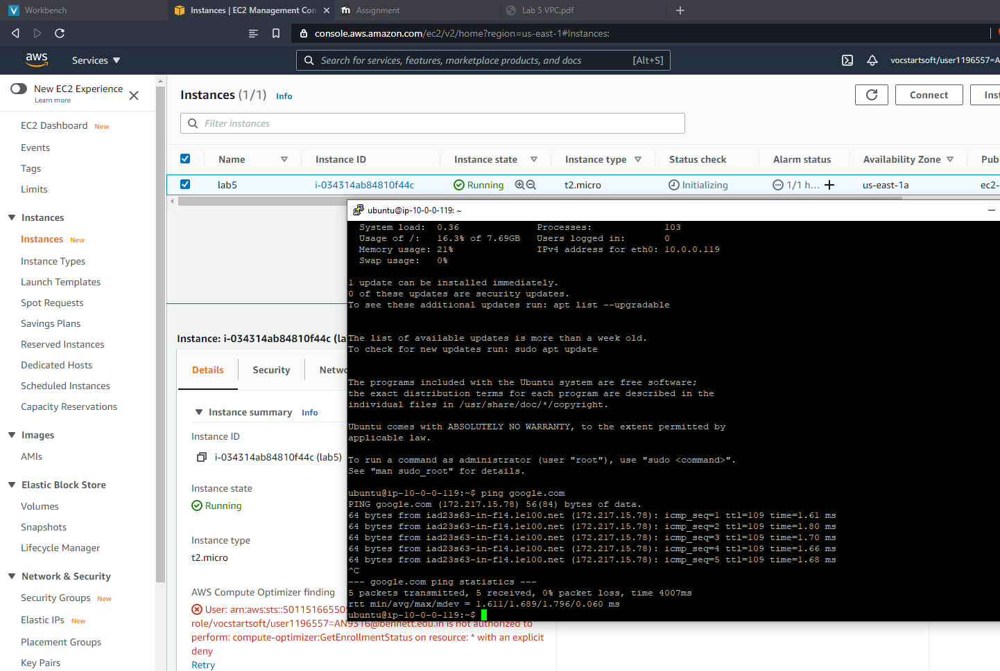 Workbench
Instances | EC2 Management Con
Assignment
Lab 5 VPC.pdf
console.aws.amazon.com/ec2/v2/home?region=us-east-1#Instances:
aws
Services
Search for services, features, marketplace products, and docs
[Alt+S]
vocstartsoft/user1196557=AN
New EC2 Experience
Learn more
EC2 Dashboard New
Events
Tags
Limits
Instances
Instances New
Instance Types
Launch Templates
Spot Requests
Savings Plans
Reserved Instances
Dedicated Hosts
Scheduled Instances
Capacity Reservations
Images
AMIs
Elastic Block Store
Volumes
Snapshots
Lifecycle Manager
Network & Security
Security Groups New
Elastic IPs New
Placement Groups
Key Pairs
Instances (1/1) Info
Connect
Inst
Filter instances
Name Instance ID Instance state Instance type Status check Alarm status Availability Zone Publ
lab5 i-034314ab84810f44c Running t2.micro Initializing 1/1 h... us-east-1a ec2-
Instance: i-034314ab84810f44c (la
Details Security Netwo
Instance summary Info
Instance ID
i-034314ab84810f44c (lab5)
Instance state
Running
Instance type
t2.micro
AWS Compute Optimizer finding
User: arn:aws:sts::50115166550
role/vocstartsoft/user1196557=AN9316@bennett.edu.in is not authorized to
perform: compute-optimizer:GetEnrollmentStatus on resource: * with an explicit
deny
Retry
ubuntu@ip-10-0-0-119: ~
System load: 0.36 Processes: 103
Usage of /: 16.3% of 7.69GB Users logged in: 0
Memory usage: 21% IPv4 address for eth0: 10.0.0.119
Swap usage: 0%
1 update can be installed immediately.
0 of these updates are security updates.
To see these additional updates run: apt list --upgradable
The list of available updates is more than a week old.
To check for new updates run: sudo apt update
The programs included with the Ubuntu system are free software;
the exact distribution terms for each program are described in the
individual files in /usr/share/doc/*/copyright.
Ubuntu comes with ABSOLUTELY NO WARRANTY, to the extent permitted by
applicable law.
To run a command as administrator (user "root"), use "sudo <command>".
See "man sudo_root" for details.
ubuntu@ip-10-0-0-119:~$ ping google.com
PING google.com (172.217.15.78) 56(84) bytes of data.
64 bytes from iad23s63-in-f14.1e100.net (172.217.15.78): icmp_seq=1 ttl=109 time=1.61 ms
64 bytes from iad23s63-in-f14.1e100.net (172.217.15.78): icmp_seq=2 ttl=109 time=1.80 ms
64 bytes from iad23s63-in-f14.1e100.net (172.217.15.78): icmp_seq=3 ttl=109 time=1.70 ms
64 bytes from iad23s63-in-f14.1e100.net (172.217.15.78): icmp_seq=4 ttl=109 time=1.66 ms
64 bytes from iad23s63-in-f14.1e100.net (172.217.15.78): icmp_seq=5 ttl=109 time=1.68 ms
^C
--- google.com ping statistics ---
5 packets transmitted, 5 received, 0% packet loss, time 4007ms
rtt min/avg/max/mdev = 1.611/1.689/1.796/0.060 ms
ubuntu@ip-10-0-0-119:~$